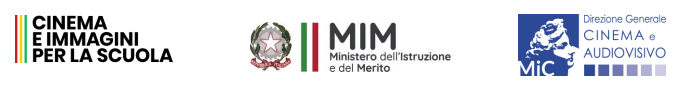 CINEMA
E IMMAGINI
PER LA SCUOLA
MIM
Ministero dell'Istruzione
e del Merito
Direzione Generale
CINEMA e
AUDIOVISIVO
MiC